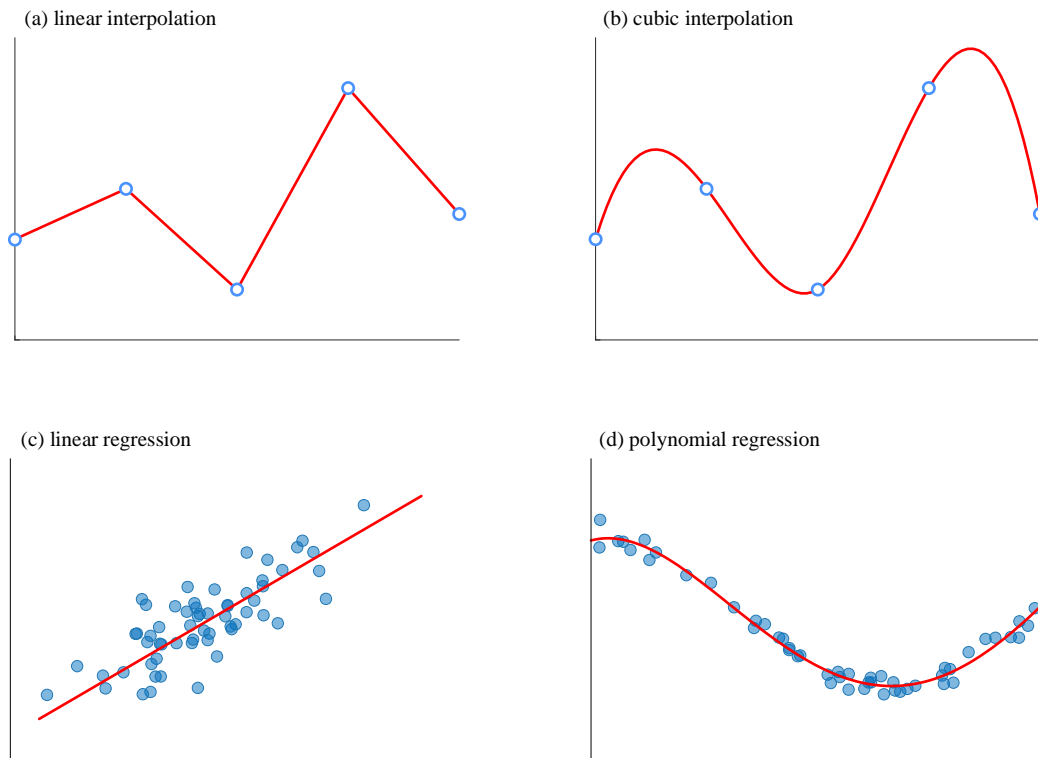 (a) linear interpolation
(b) cubic interpolation
(c) linear regression
(d) polynomial regression